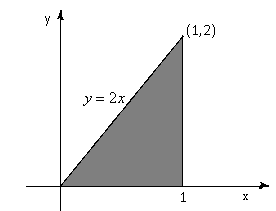 y
(1,2)
y = 2x
1
x